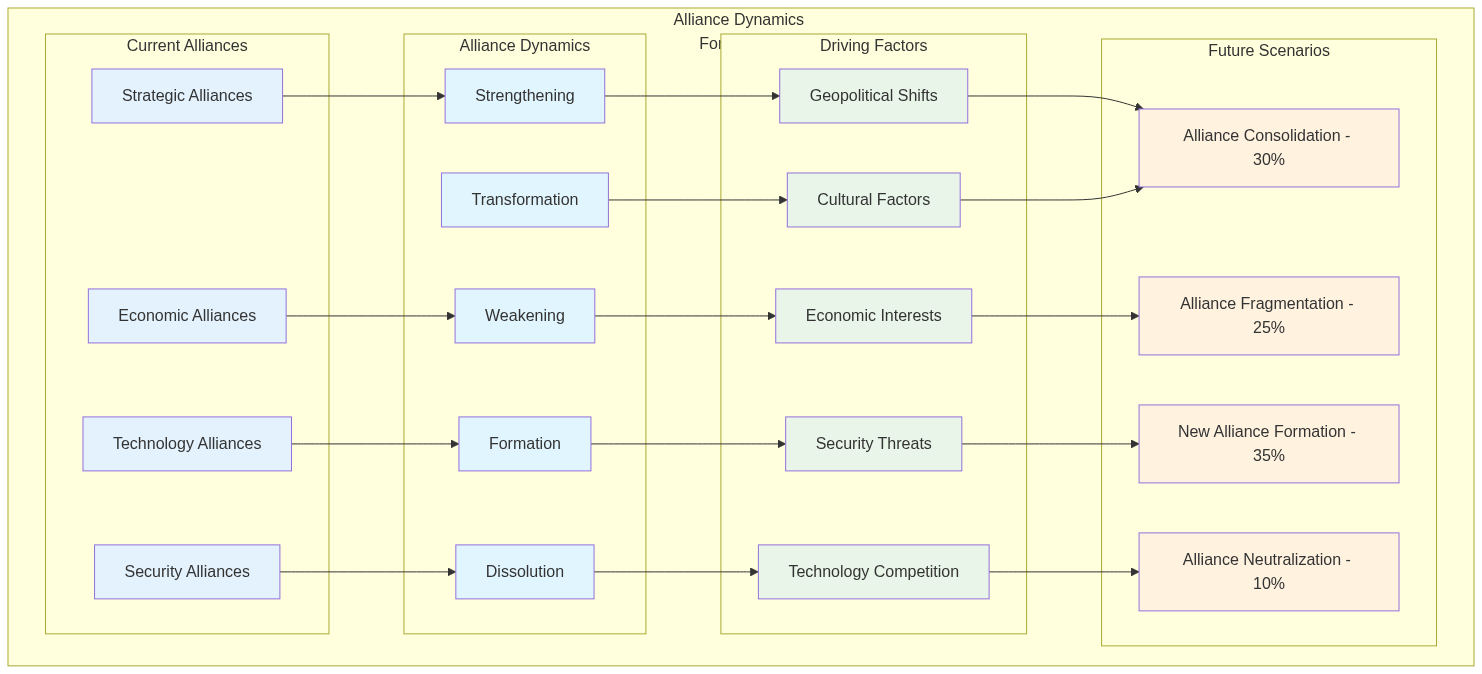 Alliance Dynamics
Current Alliances
Strategic Alliances
Economic Alliances
Technology Alliances
Security Alliances
Alliance Dynamics
Strengthening
Transformation
Weakening
Formation
Dissolution
Driving Factors
Geopolitical Shifts
Cultural Factors
Economic Interests
Security Threats
Technology Competition
Future Scenarios
Alliance Consolidation -
30%
Alliance Fragmentation -
25%
New Alliance Formation -
35%
Alliance Neutralization -
10%